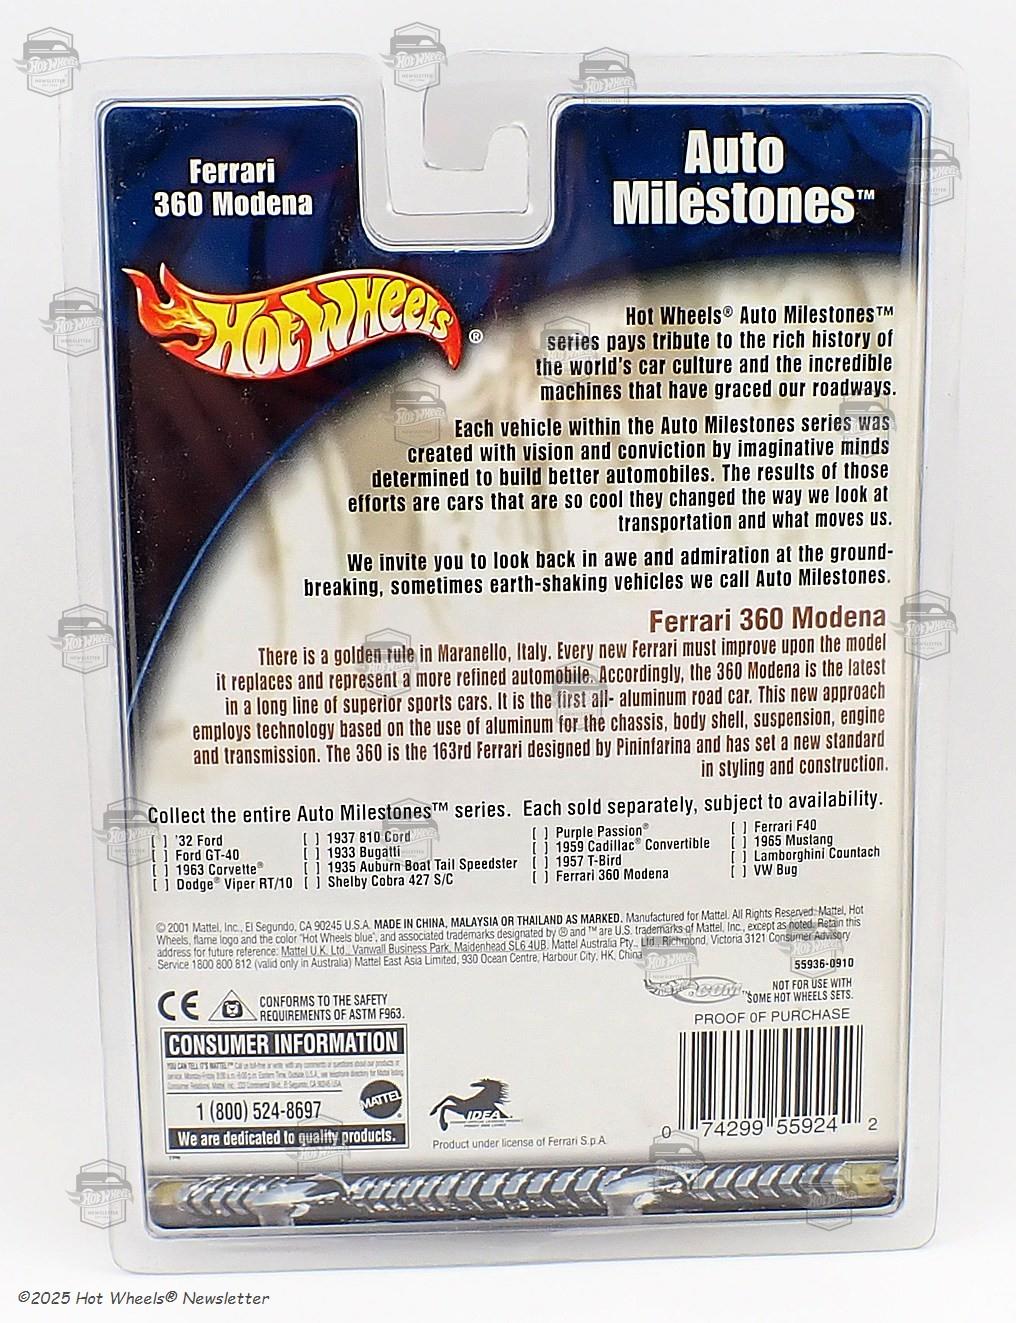 Ferrari
360 Modena
Auto
Milestones™
Hot Wheels®
Hot Wheels® Auto Milestones™
series pays tribute to the rich history of
the world's car culture and the incredible
machines that have graced our roadways.
Each vehicle within the Auto Milestones series was
created with vision and conviction by imaginative minds
determined to build better automobiles. The results of those
efforts are cars that are so cool they changed the way we look at
transportation and what moves us.
We invite you to look back in awe and admiration at the ground-
breaking, sometimes earth-shaking vehicles we call Auto Milestones.
Ferrari 360 Modena
There is a golden rule in Maranello, Italy. Every new Ferrari must improve upon the model
it replaces and represent a more refined automobile. Accordingly, the 360 Modena is the latest
in a long line of superior sports cars. It is the first all- aluminum road car. This new approach
employs technology based on the use of aluminum for the chassis, body shell, suspension, engine
and transmission. The 360 is the 163rd Ferrari designed by Pininfarina and has set a new standard
in styling and construction.
Collect the entire Auto Milestones™ series. Each sold separately, subject to availability.
[ ] '32 Ford
[ ] Ford GT-40
[ ] 1963 Corvette®
[ ] Dodge® Viper RT/10
[ ] 1937 810 Cord
[ ] 1933 Bugatti
[ ] 1935 Auburn Boat Tail Speedster
[ ] Shelby Cobra 427 S/C
[ ] Purple Passion®
[ ] 1959 Cadillac® Convertible
[ ] 1957 T-Bird
[ ] Ferrari 360 Modena
[ ] Ferrari F40
[ ] 1965 Mustang
[ ] Lamborghini Countach
[ ] VW Bug
© 2001 Mattel, Inc., El Segundo, CA 90245 U.S.A. MADE IN CHINA, MALAYSIA OR THAILAND AS MARKED. Manufactured for Mattel. All Rights Reserved. Mattel, Hot
Wheels, flame logo and the color "Hot Wheels blue", and associated trademarks designated by ® and ™ are U.S. trademarks of Mattel, Inc., except as noted. Retain this
address for future reference: Mattel U.K. Ltd., Vanwall Business Park, Maidenhead SL6 4UB. Mattel Australia Pty., Ltd., Richmond, Victoria 3121 Consumer Advisory
Service 1800 800 812 (valid only in Australia) Mattel East Asia Limited, 930 Ocean Centre, Harbour City, HK, China
55936-0910
CE
CONFORMS TO THE SAFETY
REQUIREMENTS OF ASTM F963.
.COM™
NOT FOR USE WITH
SOME HOT WHEELS SETS.
PROOF OF PURCHASE
CONSUMER INFORMATION
YOU CAN TELL IT'S MATTEL!™
1 (800) 524-8697
MATTEL
We are dedicated to quality products.
IDEA
Product under license of Ferrari S.p.A.
0 74299 55924 2
©2025 Hot Wheels® Newsletter